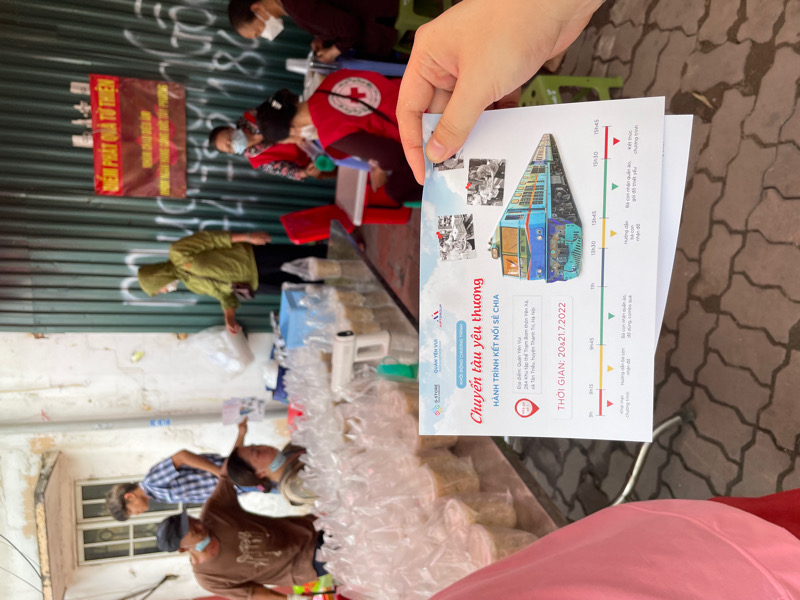 ĐIỂM PHÁT QUÀ TỪ THIỆN
G-STORE
QUÁN YÊN VUI
KHỞI ĐỘNG CHƯƠNG TRÌNH
Chuyến tàu yêu thương
HÀNH TRÌNH KẾT NỐI SẺ CHIA
Địa điểm: Quán Yên Vui
264 Khu tập thể Trạm Bơm thôn Yên Xá,
xã Tân Triều, huyện Thanh Trì, Hà Nội
THỜI GIAN: 20&21.7.2022
9h 9h15 9h45 11h 13h30 13h45 15h30 15h45
Khai mạc
chương trình
Hướng dẫn bà con
nhận đồ
Bà con nhận quần áo,
đồ dùng, combo quà
Hướng dẫn
bà con
nhận đồ
Bà con nhận quần áo,
gói đồ thiết yếu
Kết thúc
chương trình